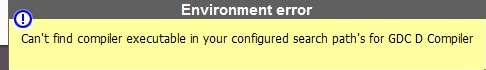 Environment error
Can't find compiler executable in your configured search path's for GDC D Compiler